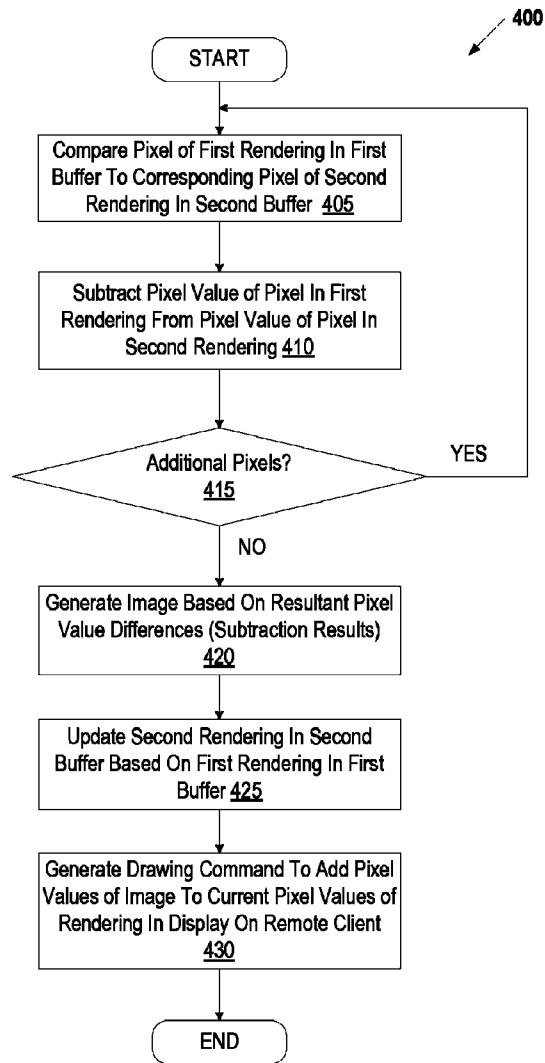 400
START
Compare Pixel of First Rendering In First
Buffer To Corresponding Pixel of Second
Rendering In Second Buffer 405
Subtract Pixel Value of Pixel In First
Rendering From Pixel Value of Pixel In
Second Rendering 410
Additional Pixels?
415
YES
NO
Generate Image Based On Resultant Pixel
Value Differences (Subtraction Results)
420
Update Second Rendering In Second
Buffer Based On First Rendering In First
Buffer 425
Generate Drawing Command To Add Pixel
Values of Image To Current Pixel Values of
Rendering In Display On Remote Client
430
END